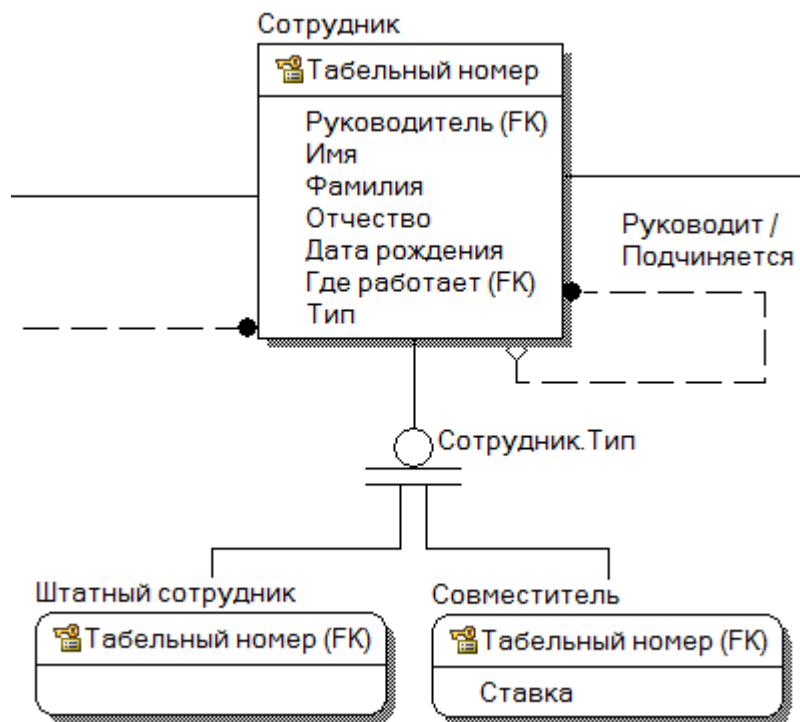 Сотрудник
Табельный номер
Руководитель (FK)
Имя
Фамилия
Отчество
Дата рождения
Где работает (FK)
Тип
Руководит /
Подчиняется
Сотрудник.Тип
Штатный сотрудник
Табельный номер (FK)
Совместитель
Табельный номер (FK)
Ставка